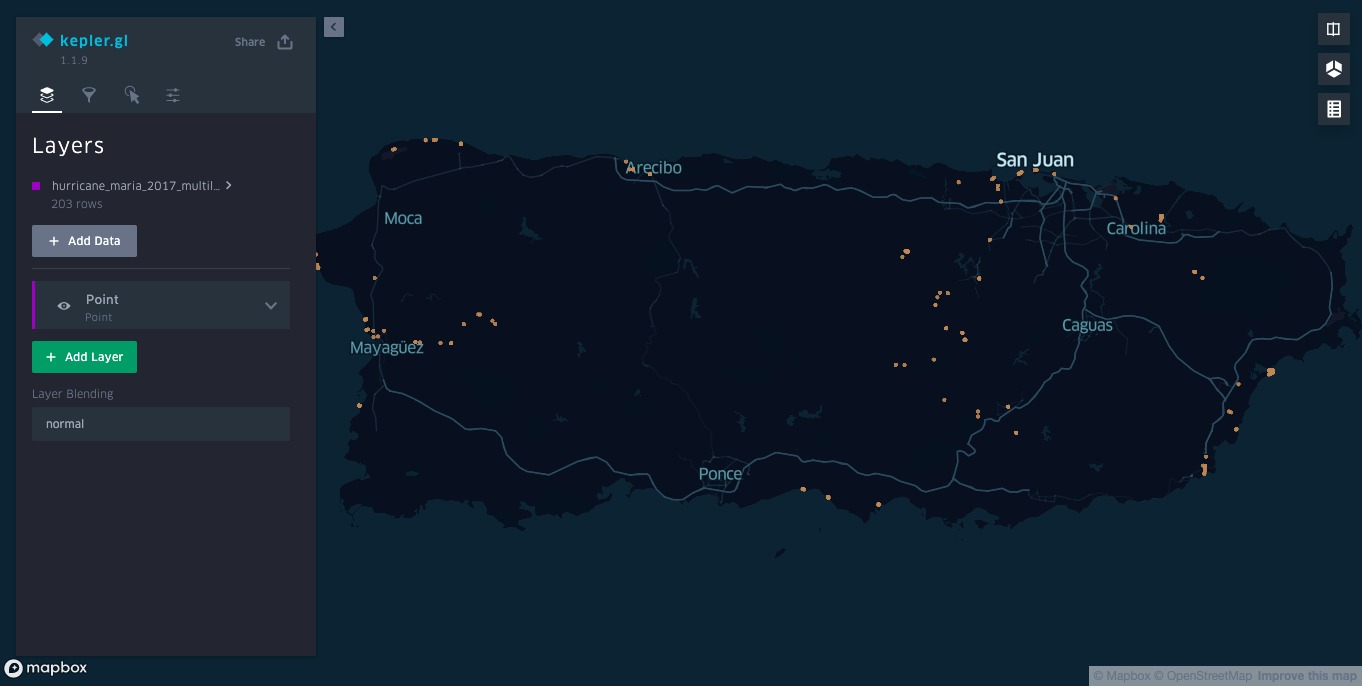 kepler.gl
Share
1.1.9
Layers
hurricane_maria_2017_multil...
203 rows
+ Add Data
Point
Point
+ Add Layer
Layer Blending
normal
San Juan
Arecibo
Moca
Carolina
Caguas
Mayagüez
Ponce
mapbox
© Mapbox © OpenStreetMap Improve this map